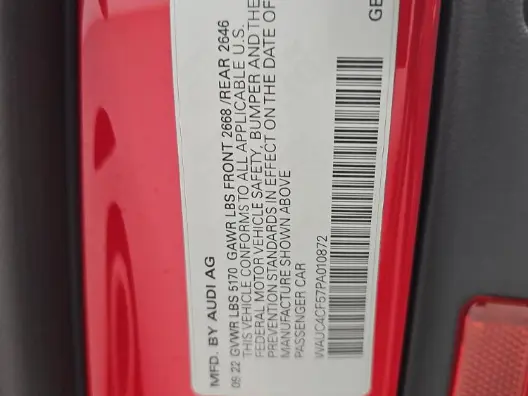 MFD. BY AUDI AG
09 22 GVWR LBS 5170 GAWR LBS FRONT 2668 /REAR 2646
THIS VEHICLE CONFORMS TO ALL APPLICABLE U.S.
FEDERAL MOTOR VEHICLE SAFETY, BUMPER AND THE
PREVENTION STANDARDS IN EFFECT ON THE DATE OF
MANUFACTURE SHOWN ABOVE
PASSENGER CAR
WAUC4CF57PA010872